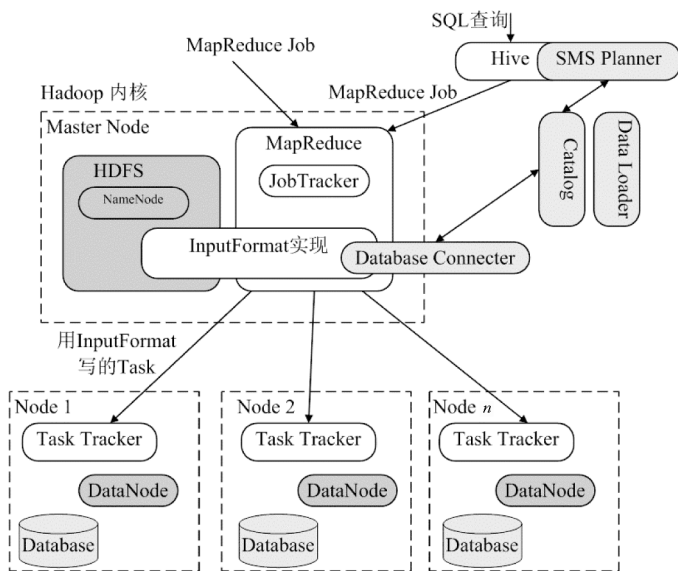 SQL查询
MapReduce Job
Hive
SMS Planner
Hadoop 内核
MapReduce Job
Master Node
MapReduce
Catalog
Data Loader
HDFS
JobTracker
NameNode
InputFormat实现
Database Connecter
用InputFormat
写的Task
Node 1
Node 2
Node n
Task Tracker
Task Tracker
Task Tracker
DataNode
DataNode
DataNode
Database
Database
Database